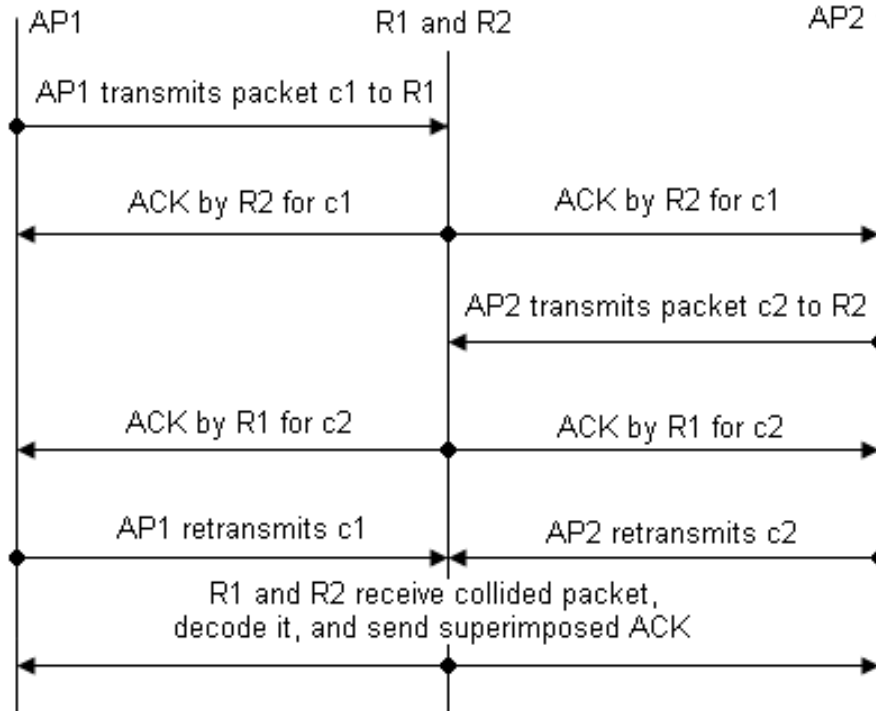 AP1
R1 and R2
AP2
AP1 transmits packet c1 to R1
ACK by R2 for c1
ACK by R2 for c1
AP2 transmits packet c2 to R2
ACK by R1 for c2
ACK by R1 for c2
AP1 retransmits c1
AP2 retransmits c2
R1 and R2 receive collided packet,
decode it, and send superimposed ACK